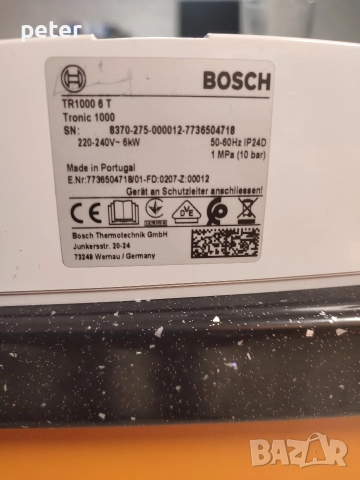 peter
BOSCH
TR1000 6 T
Tronic 1000
SN: 8370-275-000012-7736504718
220-240V~ 6kW 50-60Hz IP24D
1 MPa (10 bar)
Made in Portugal
E.Nr:7736504718/01-FD:0207-Z:00012
Gerät an Schutzleiter anschliessen!
Bosch Thermotechnik GmbH
Junkersstr. 20-24
73249 Wernau / Germany
bazar